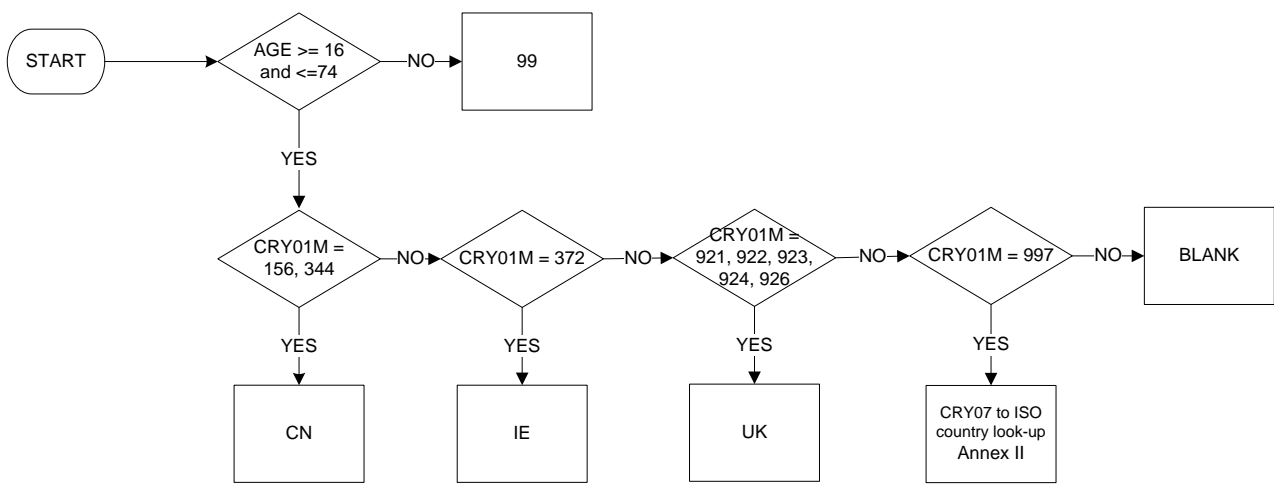 START
AGE >= 16
and <=74
NO
99
YES
CRY01M =
156, 344
NO
CRY01M = 372
NO
CRY01M =
921, 922, 923,
924, 926
NO
CRY01M = 997
NO
BLANK
YES
YES
YES
YES
CN
IE
UK
CRY07 to ISO
country look-up
Annex II